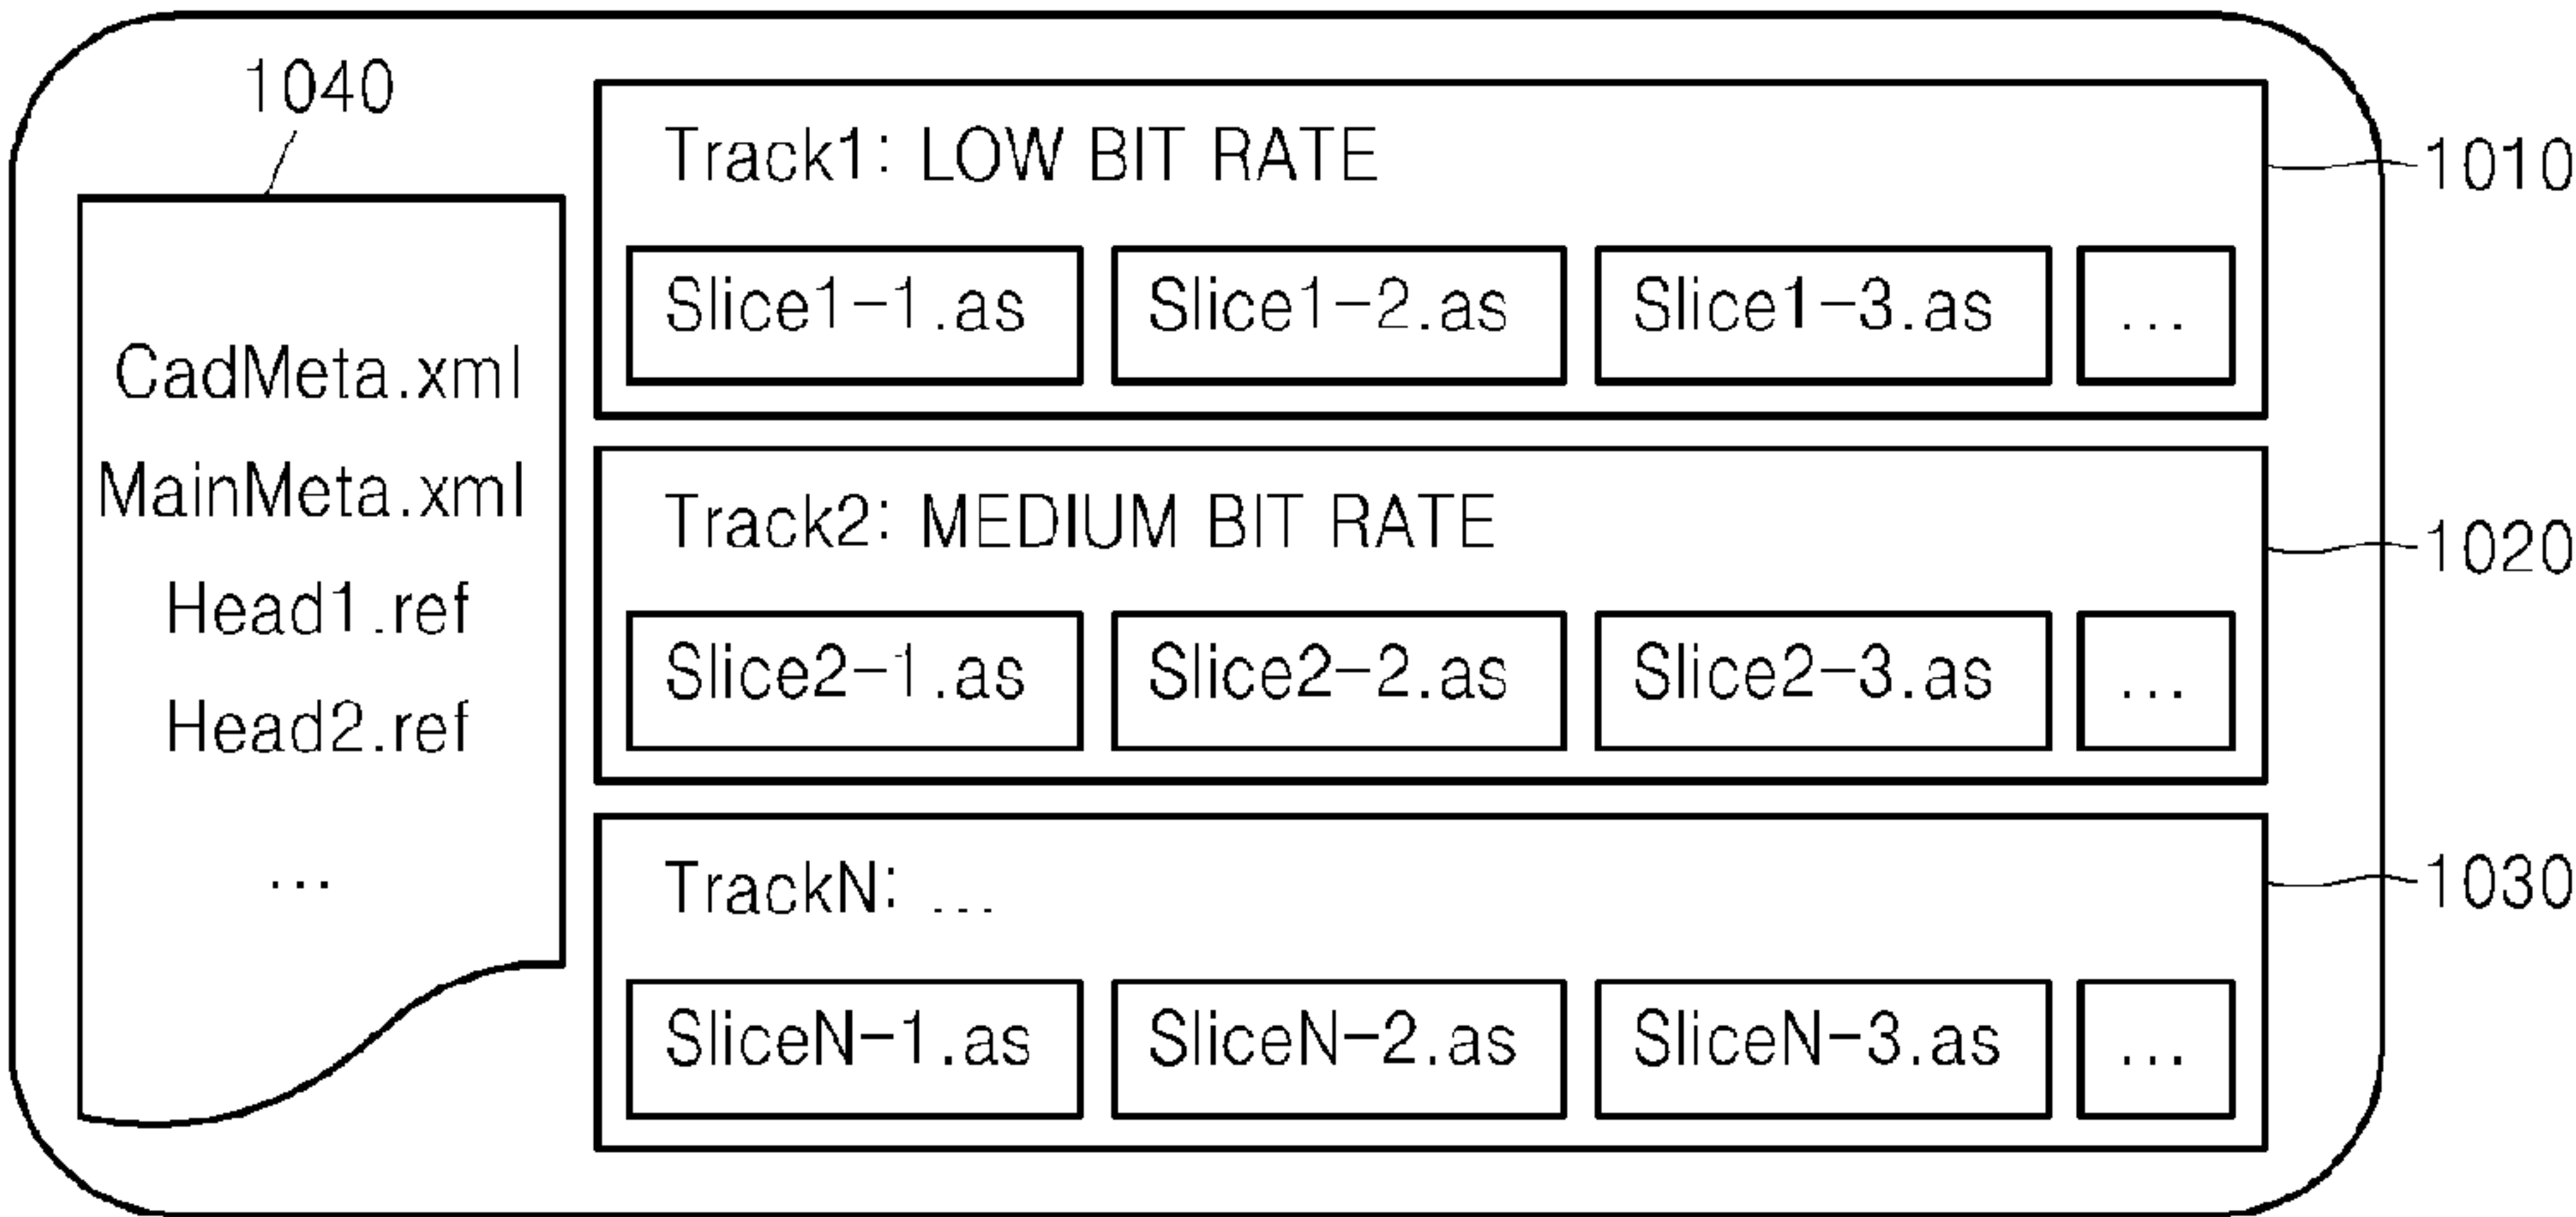 1040
CadMeta.xml
MainMeta.xml
Head1.ref
Head2.ref
...
Track1: LOW BIT RATE
1010
Slice1-1.as
Slice1-2.as
Slice1-3.as
...
Track2: MEDIUM BIT RATE
1020
Slice2-1.as
Slice2-2.as
Slice2-3.as
...
TrackN: ...
1030
SliceN-1.as
SliceN-2.as
SliceN-3.as
...